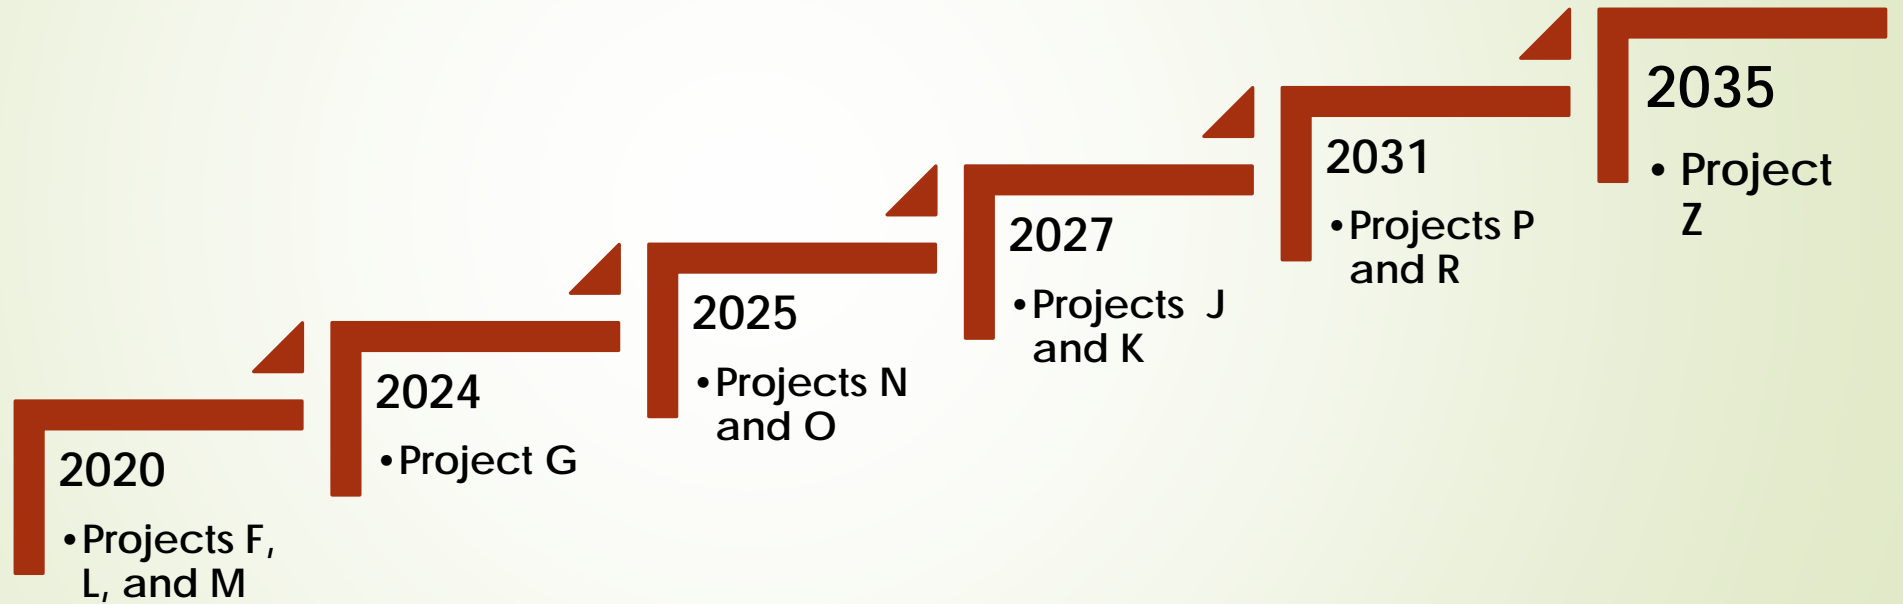 2020
•Projects F,
L, and M
2024
•Project G
2025
•Projects N
and O
2027
•Projects J
and K
2031
•Projects P
and R
2035
• Project
Z